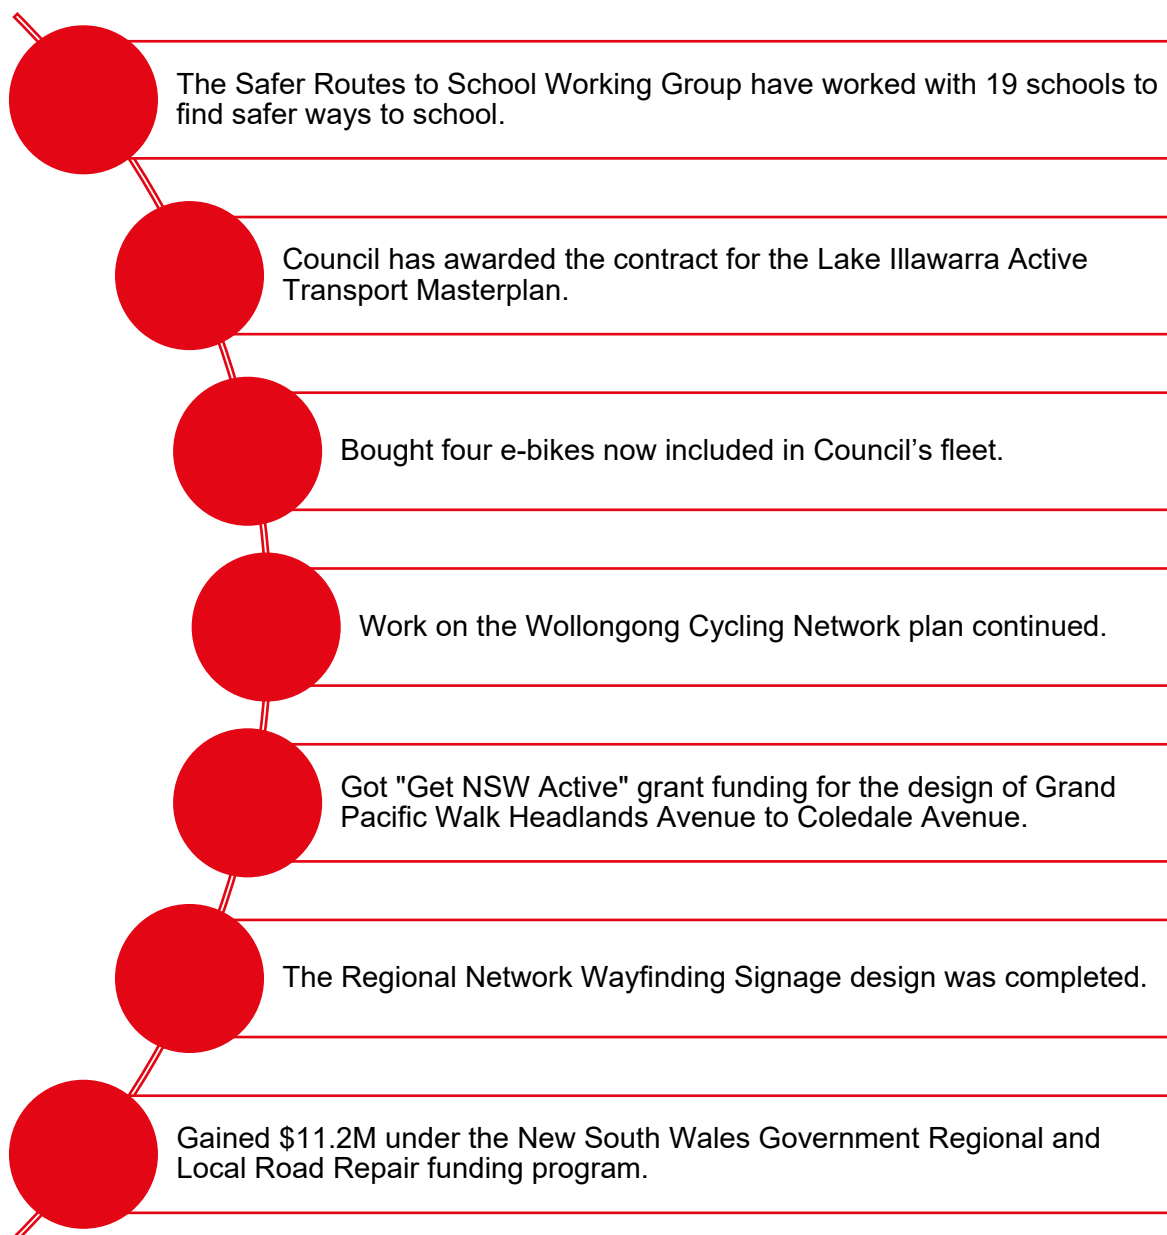 The Safer Routes to School Working Group have worked with 19 schools to
find safer ways to school.
Council has awarded the contract for the Lake Illawarra Active
Transport Masterplan.
Bought four e-bikes now included in Council’s fleet.
Work on the Wollongong Cycling Network plan continued.
Got "Get NSW Active" grant funding for the design of Grand
Pacific Walk Headlands Avenue to Coledale Avenue.
The Regional Network Wayfinding Signage design was completed.
Gained $11.2M under the New South Wales Government Regional and
Local Road Repair funding program.